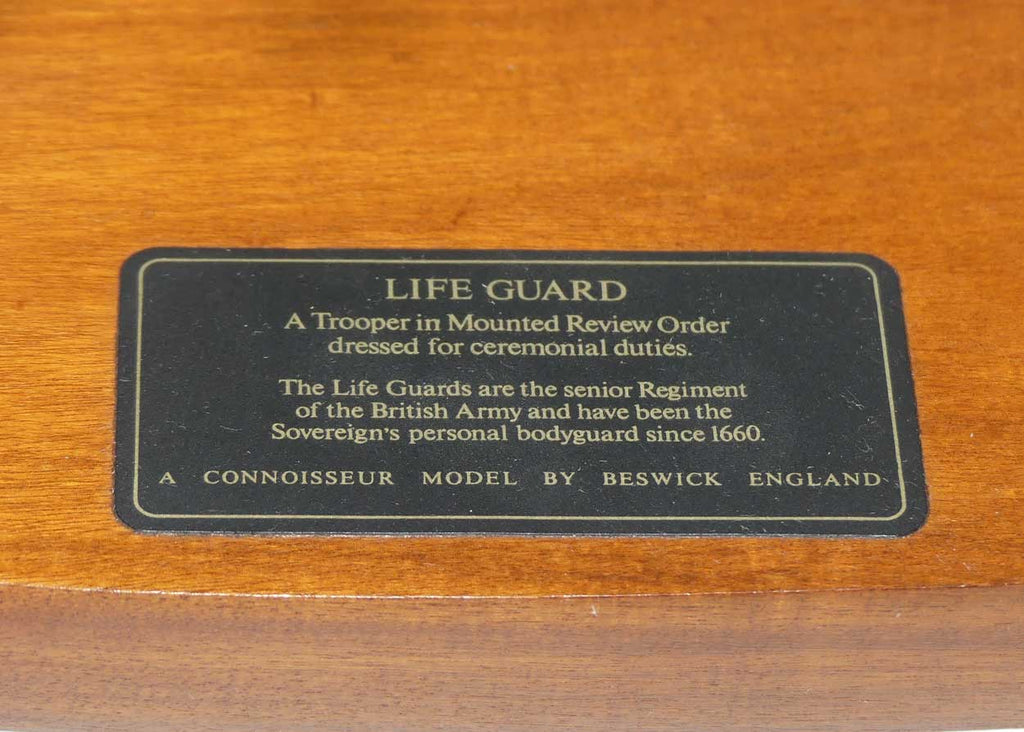 LIFE GUARD
A Trooper in Mounted Review Order
dressed for ceremonial duties.
The Life Guards are the senior Regiment
of the British Army and have been the
Sovereign's personal bodyguard since 1660.
A CONNOISSEUR MODEL BY BESWICK ENGLAND